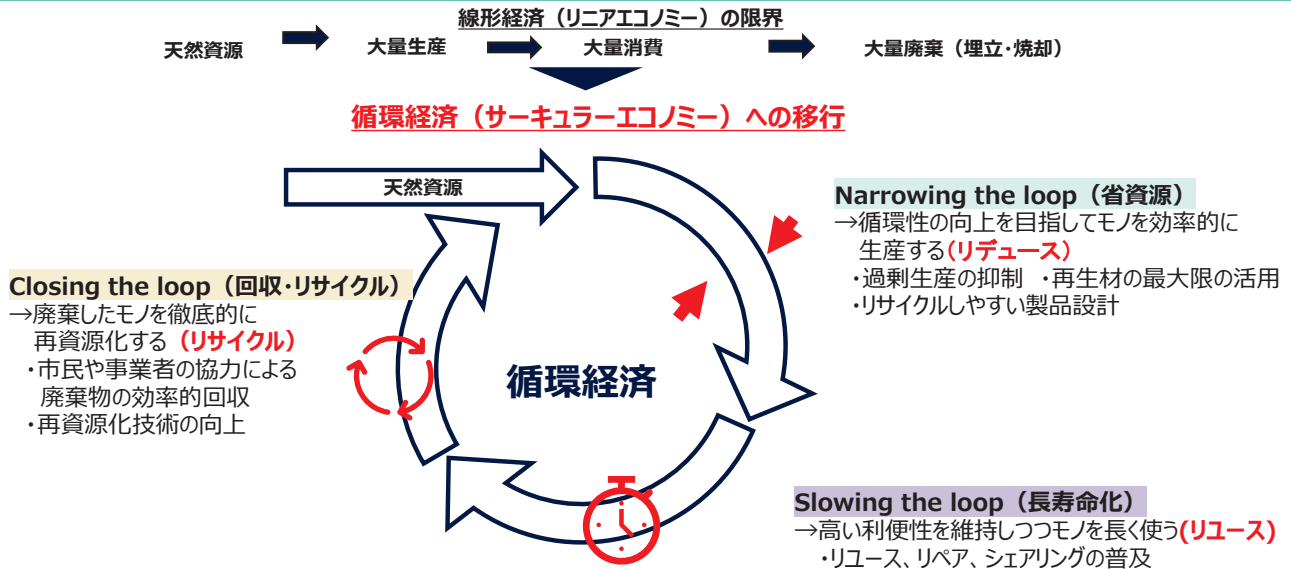 線形経済（リニアエコノミー）の限界
天然資源
大量生産
大量消費
大量廃棄（埋立・焼却）
循環経済（サーキュラーエコノミー）への移行
天然資源
Narrowing the loop（省資源）
→循環性の向上を目指してモノを効率的に
生産する(リデュース)
・過剰生産の抑制 ・再生材の最大限の活用
・リサイクルしやすい製品設計
Closing the loop（回収・リサイクル）
→廃棄したモノを徹底的に
再資源化する（リサイクル）
・市民や事業者の協力による
廃棄物の効率的回収
・再資源化技術の向上
循環経済
Slowing the loop（長寿命化）
→高い利便性を維持しつつモノを長く使う(リユース)
・リユース、リペア、シェアリングの普及